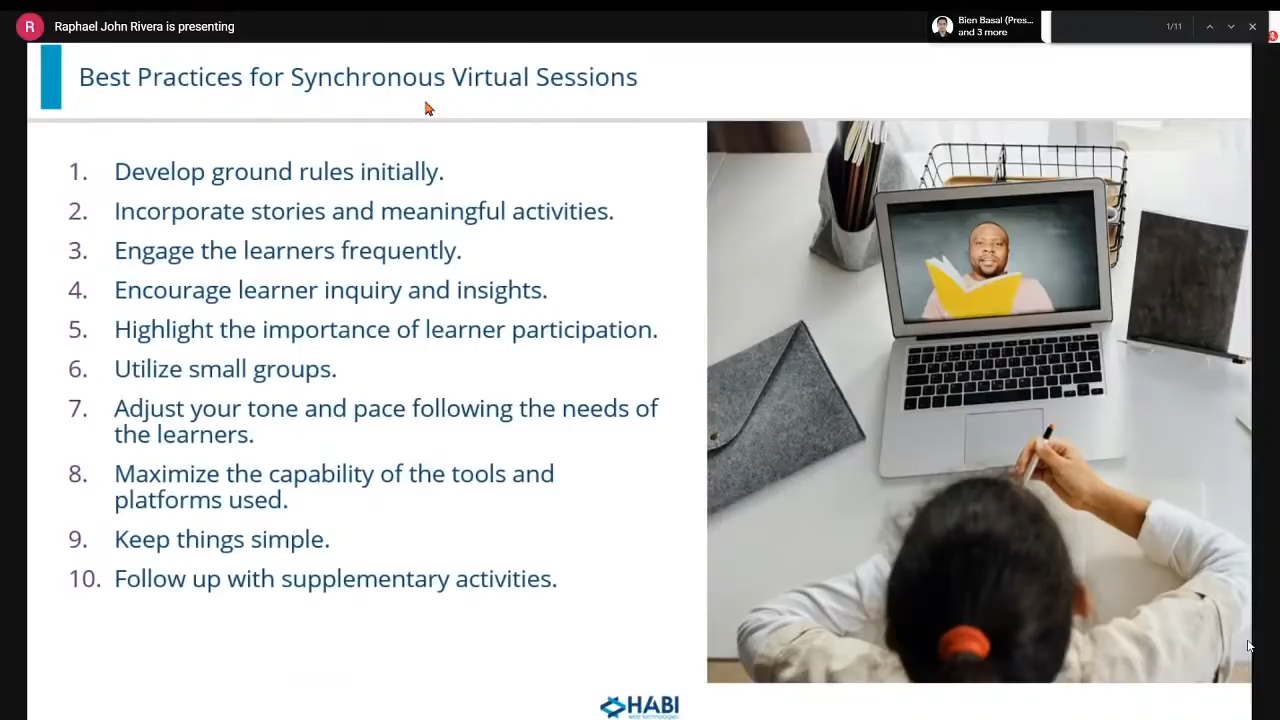 R
Raphael John Rivera is presenting
Bien Basal (Pres...
and 3 more
1/11
Best Practices for Synchronous Virtual Sessions
1. Develop ground rules initially.
2. Incorporate stories and meaningful activities.
3. Engage the learners frequently.
4. Encourage learner inquiry and insights.
5. Highlight the importance of learner participation.
6. Utilize small groups.
7. Adjust your tone and pace following the needs of
the learners.
8. Maximize the capability of the tools and
platforms used.
9. Keep things simple.
10. Follow up with supplementary activities.
HABI
web technologies